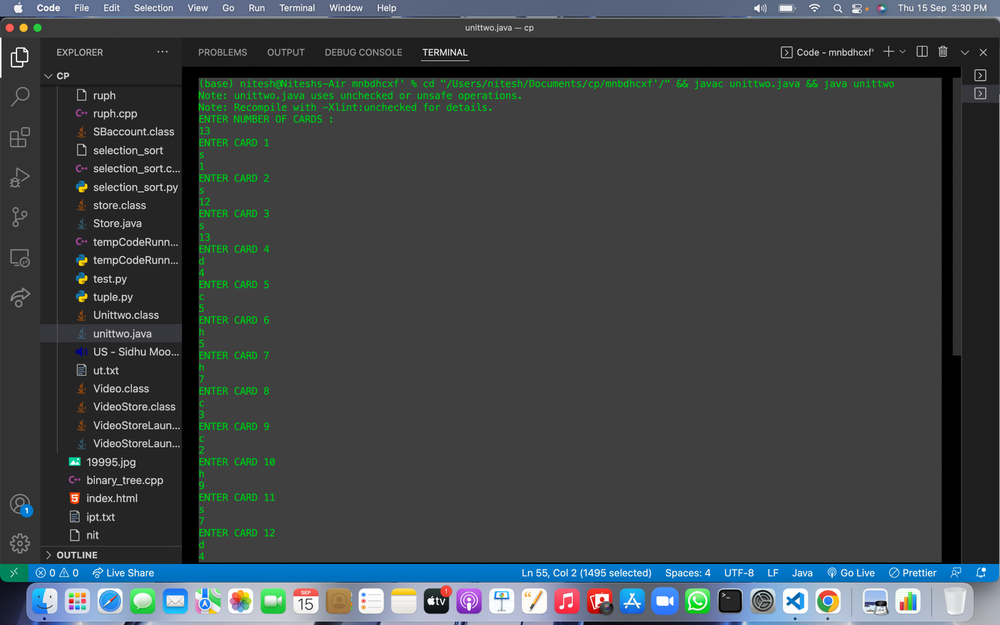 Code File Edit Selection View Go Run Terminal Window Help Thu 15 Sep 3:30 PM
unittwo.java — cp
EXPLORER ...
PROBLEMS OUTPUT DEBUG CONSOLE TERMINAL Code - mnbdhcxf'
CP
ruph
C++ ruph.cpp
SBaccount.class
selection_sort
C++ selection_sort.c...
selection_sort.py
store.class
Store.java
C++ tempCodeRunn...
tempCodeRunn...
test.py
tuple.py
Unittwo.class
unittwo.java
US - Sidhu Moo...
ut.txt
Video.class
VideoStore.class
VideoStoreLaun...
VideoStoreLaun...
19995.jpg
C++ binary_tree.cpp
5 index.html
ipt.txt
nit
OUTLINE
1
(base) nitesh@Niteshs-Air mnbdhcxf' % cd "/Users/nitesh/Documents/cp/mnbdhcxf'/" && javac unittwo.java && java unittwo
Note: unittwo.java uses unchecked or unsafe operations.
Note: Recompile with -Xlint:unchecked for details.
ENTER NUMBER OF CARDS :
13
ENTER CARD 1
s
1
ENTER CARD 2
s
12
ENTER CARD 3
s
13
ENTER CARD 4
d
4
ENTER CARD 5
c
5
ENTER CARD 6
h
5
ENTER CARD 7
h
7
ENTER CARD 8
c
3
ENTER CARD 9
c
2
ENTER CARD 10
h
9
ENTER CARD 11
s
7
ENTER CARD 12
d
4
0 0 Live Share Ln 55, Col 2 (1495 selected) Spaces: 4 UTF-8 LF Java Go Live Prettier
SEP
15
tv
1